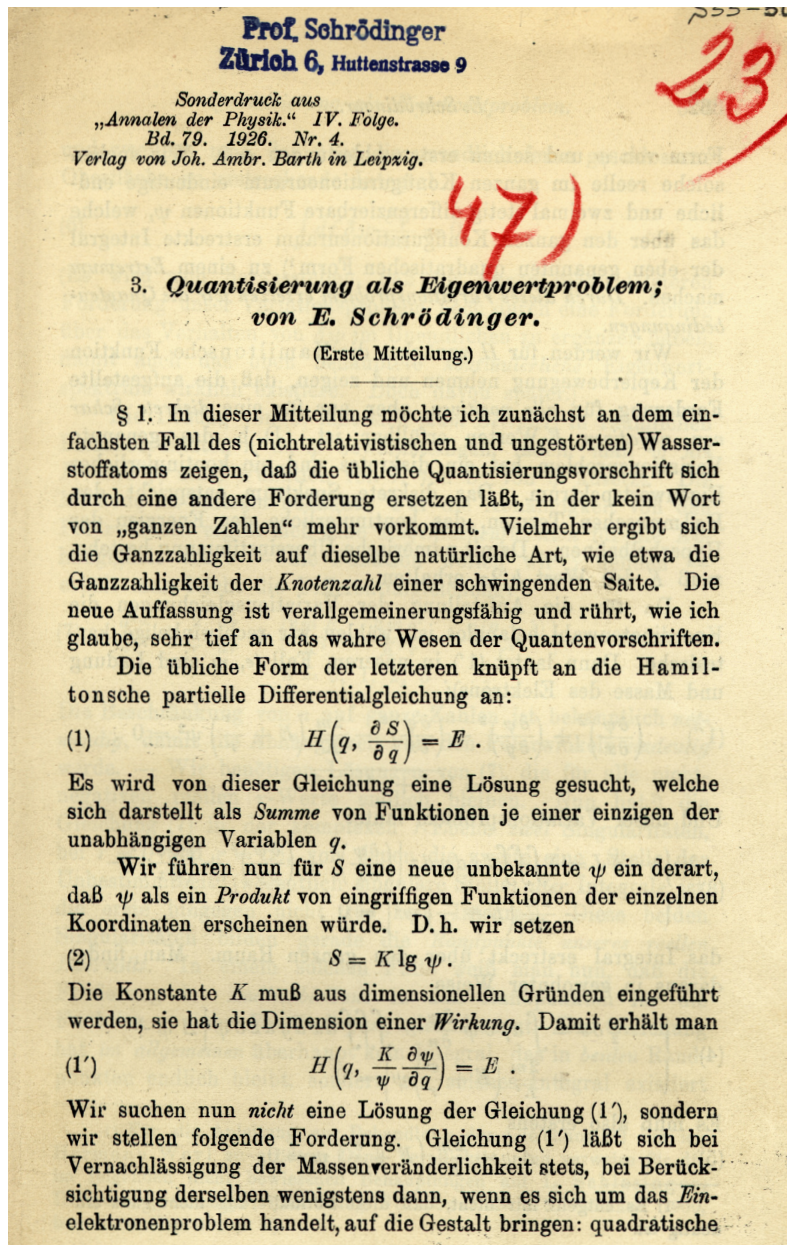 Prof. Schrödinger
Zürich 6, Huttenstrasse 9
23
Sonderdruck aus
„Annalen der Physik.“ IV. Folge.
Bd. 79. 1926. Nr. 4.
Verlag von Joh. Ambr. Barth in Leipzig.
47)
3. Quantisierung als Eigenwertproblem;
von E. Schrödinger.
(Erste Mitteilung.)
§ 1. In dieser Mitteilung möchte ich zunächst an dem ein-
fachsten Fall des (nichtrelativistischen und ungestörten) Wasser-
stoffatoms zeigen, daß die übliche Quantisierungsvorschrift sich
durch eine andere Forderung ersetzen läßt, in der kein Wort
von „ganzen Zahlen“ mehr vorkommt. Vielmehr ergibt sich
die Ganzzahligkeit auf dieselbe natürliche Art, wie etwa die
Ganzzahligkeit der Knotenzahl einer schwingenden Saite. Die
neue Auffassung ist verallgemeinerungsfähig und rührt, wie ich
glaube, sehr tief an das wahre Wesen der Quantenvorschriften.
Die übliche Form der letzteren knüpft an die Hamil-
tonsche partielle Differentialgleichung an:
(1) H(q, ∂S/∂q) = E .
Es wird von dieser Gleichung eine Lösung gesucht, welche
sich darstellt als Summe von Funktionen je einer einzigen der
unabhängigen Variablen q.
Wir führen nun für S eine neue unbekannte ψ ein derart,
daß ψ als ein Produkt von eingriffigen Funktionen der einzelnen
Koordinaten erscheinen würde. D. h. wir setzen
(2) S = K lg ψ .
Die Konstante K muß aus dimensionellen Gründen eingeführt
werden, sie hat die Dimension einer Wirkung. Damit erhält man
(1′) H(q, K/ψ ∂ψ/∂q) = E .
Wir suchen nun nicht eine Lösung der Gleichung (1′), sondern
wir stellen folgende Forderung. Gleichung (1′) läßt sich bei
Vernachlässigung der Massenveränderlichkeit stets, bei Berück-
sichtigung derselben wenigstens dann, wenn es sich um das Ein-
elektronenproblem handelt, auf die Gestalt bringen: quadratische